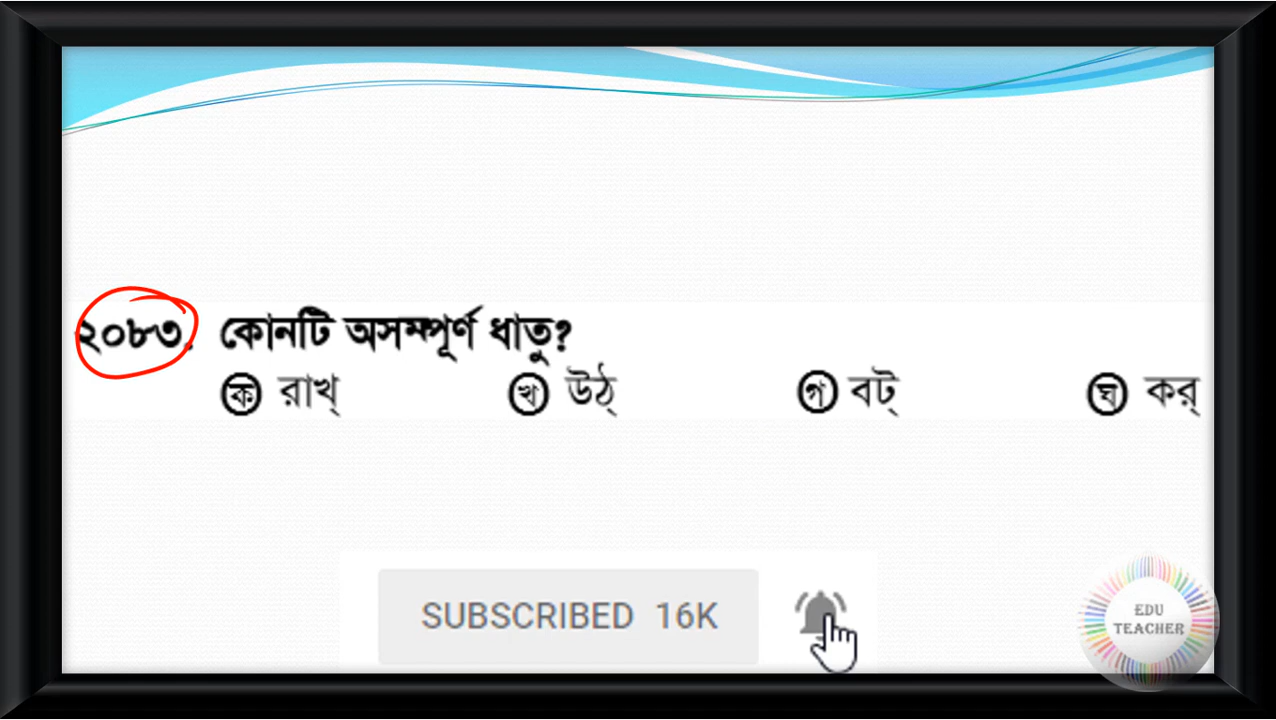 ২০৮৩. কোনটি অসম্পূর্ণ ধাতু?
ক রাখ্ খ উঠ্ গ বট্ ঘ কর্
SUBSCRIBED 16K
EDU
TEACHER